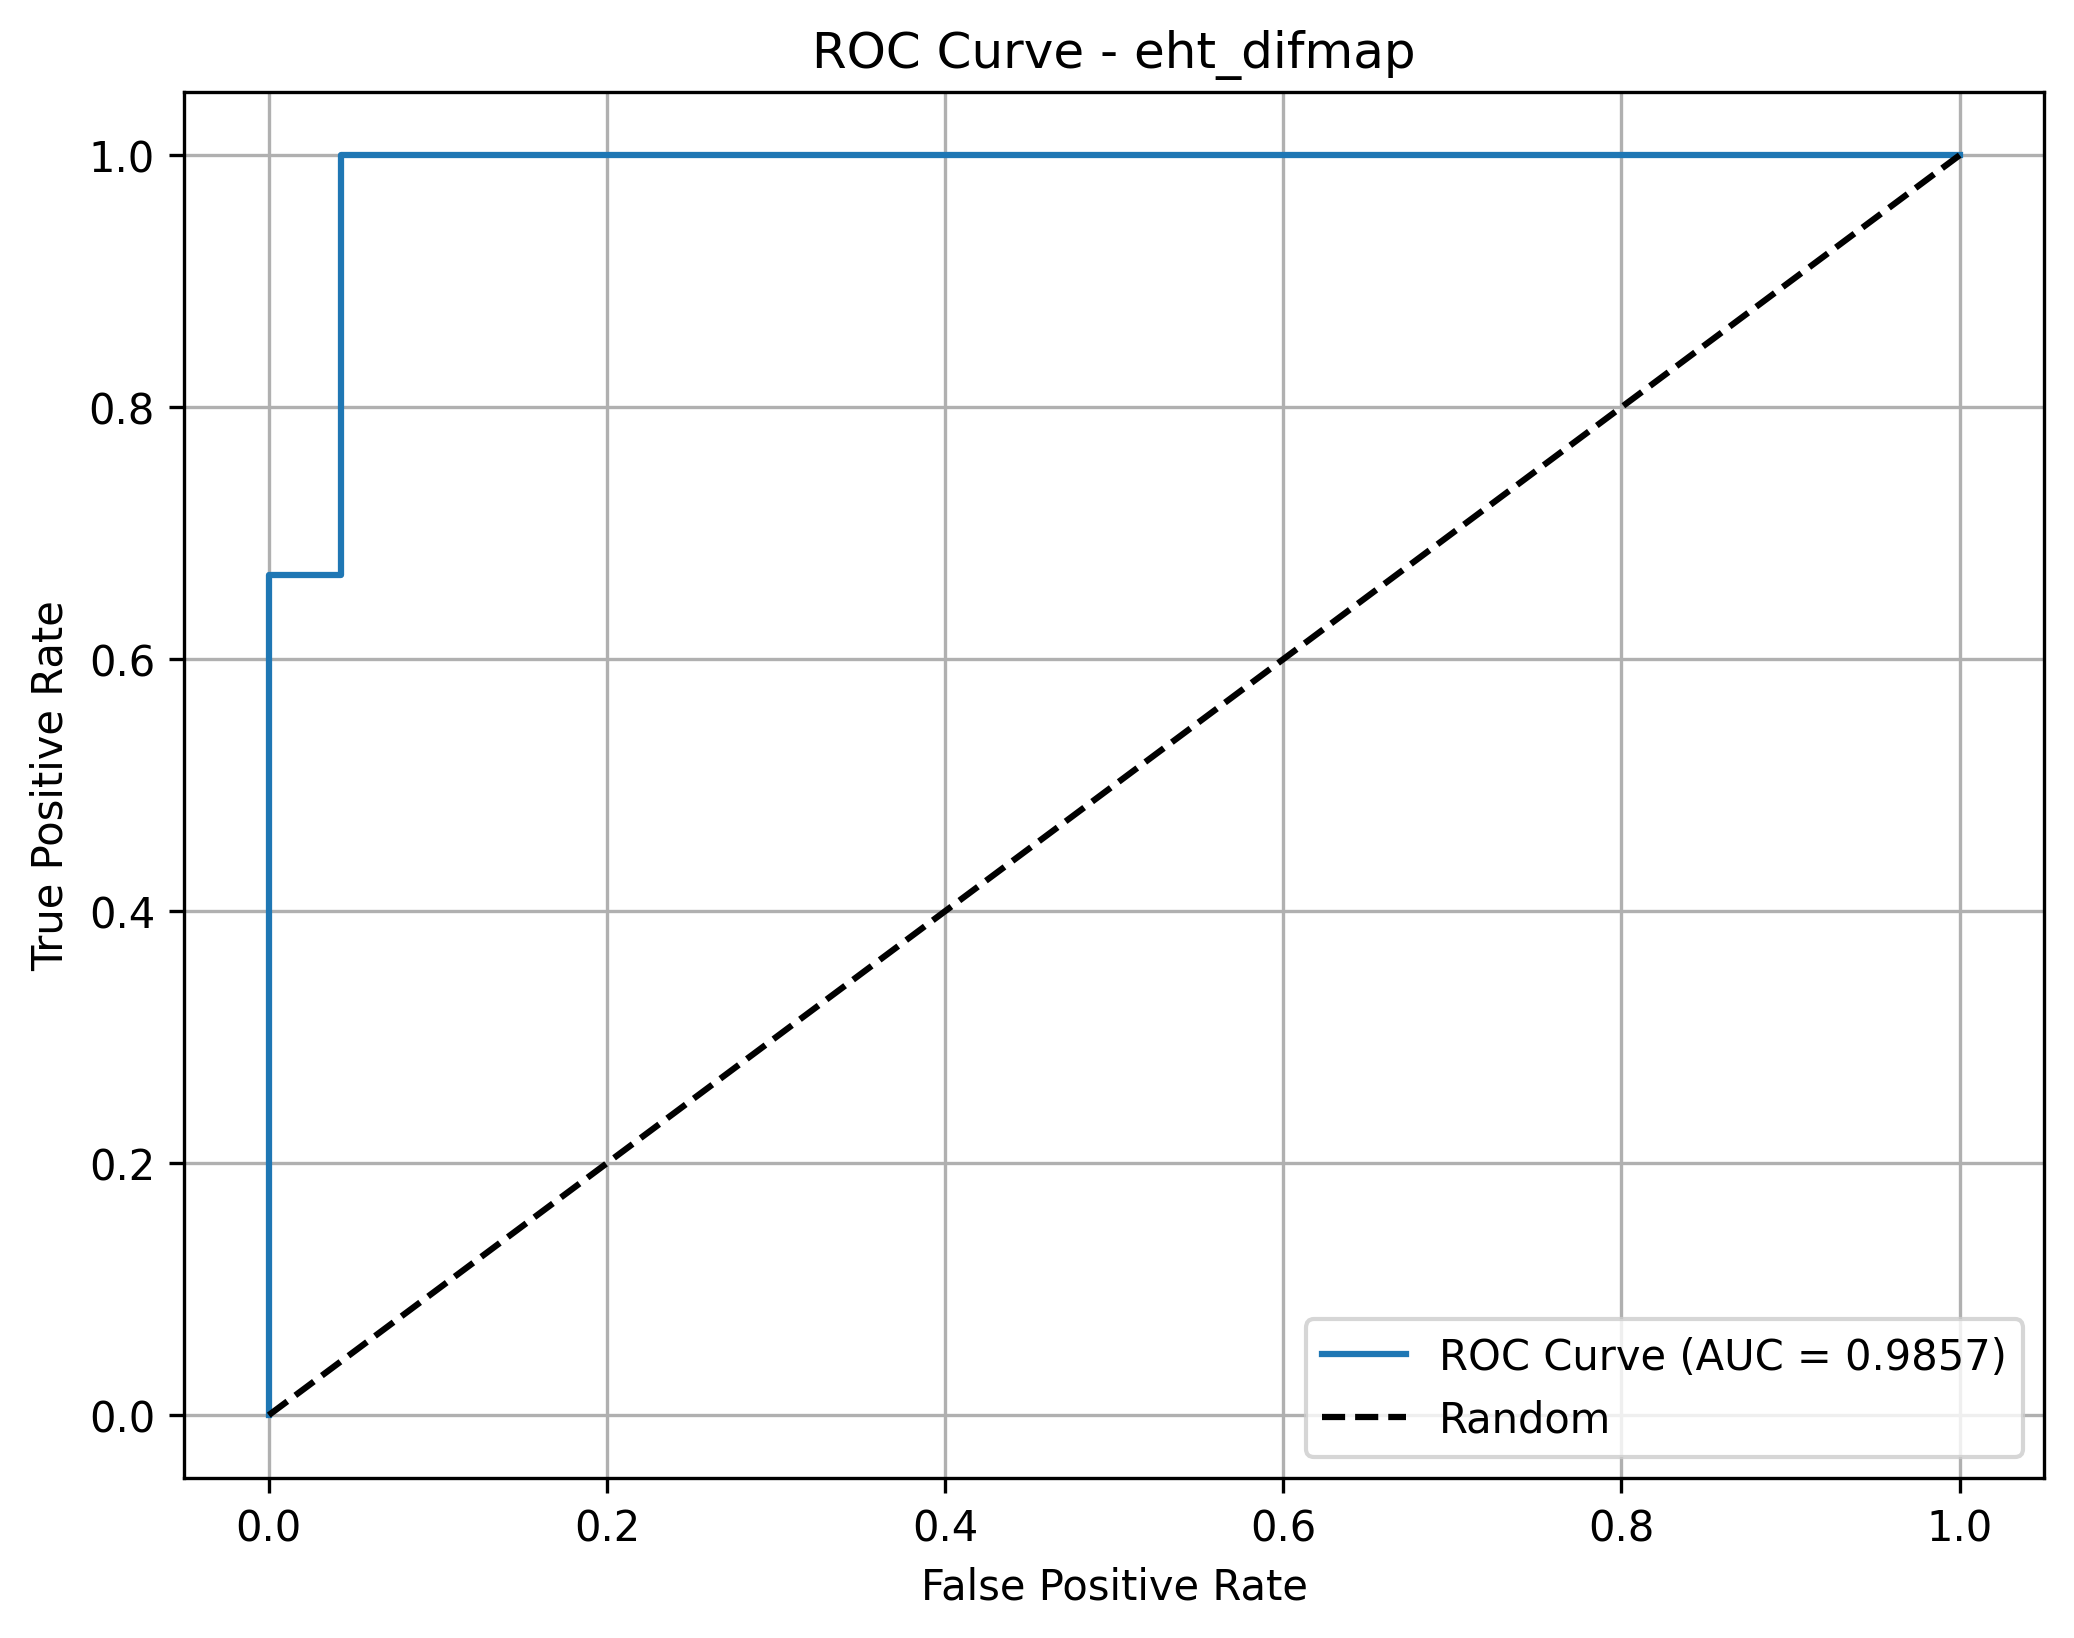 ROC Curve - eht_difmap
1.0
0.8
0.6
0.4
0.2
0.0
True Positive Rate
ROC Curve (AUC = 0.9857)
Random
0.0 0.2 0.4 0.6 0.8 1.0
False Positive Rate